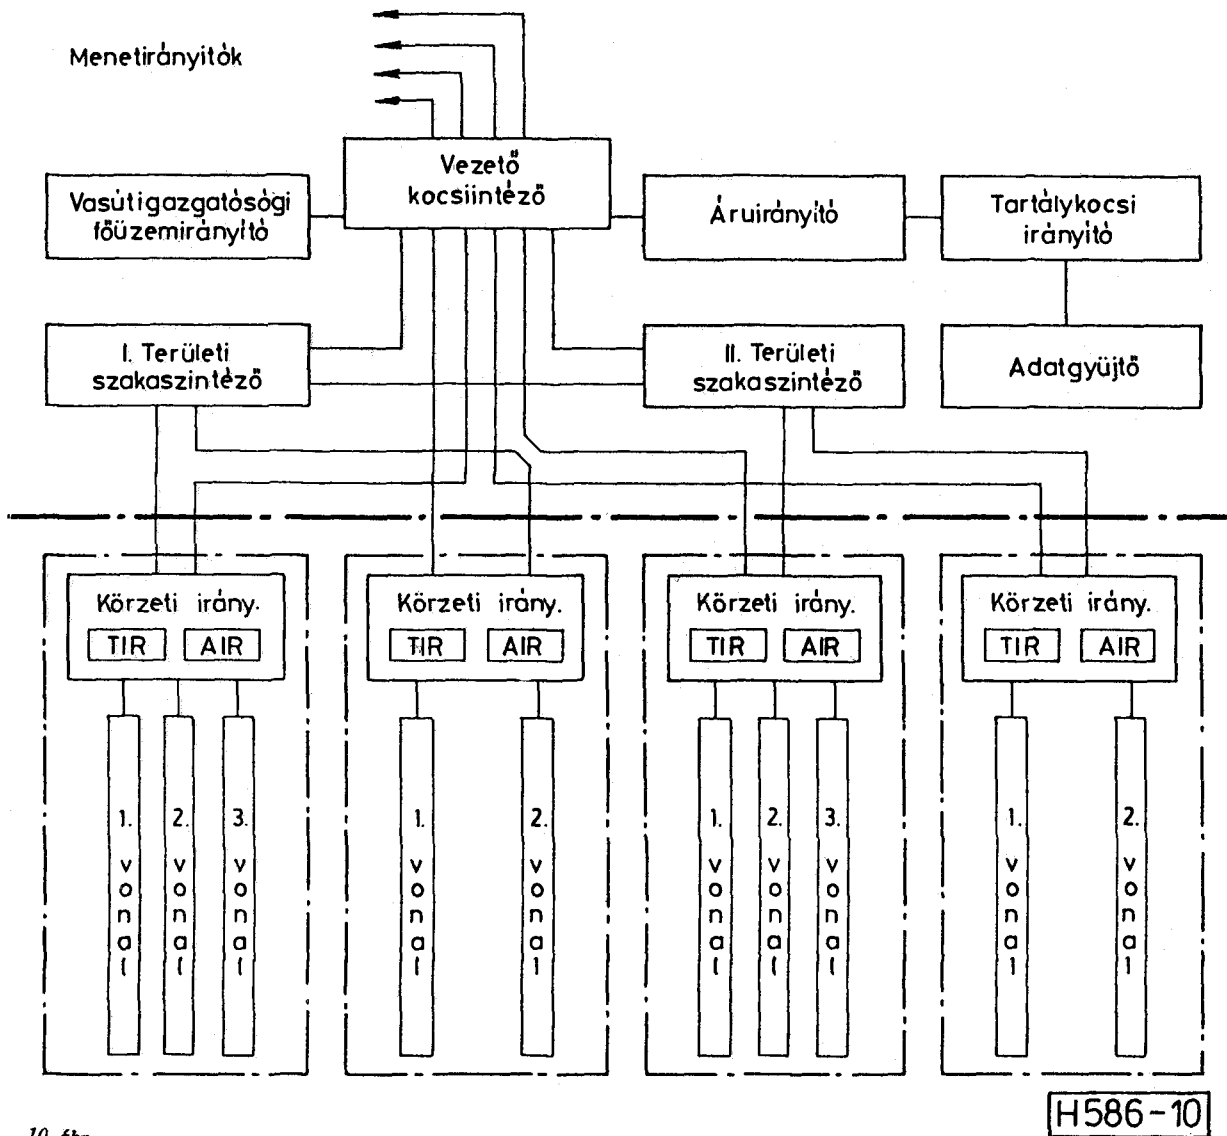 Menetirányítók
Vezető
kocsiintéző
Vasútigazgatósógi
főüzemirányító
Áruirányító
Tartálykocsi
irányító
I. Területi
szakaszintéző
II. Területi
szakaszintéző
Adatgyüjtő
Körzeti irány.
TIR AIR
Körzeti irány.
TIR AIR
Körzeti irány.
TIR AIR
Körzeti irány.
TIR AIR
1. vonal
2. vonal
3. vonal
1. vonal
2. vonal
1. vonal
2. vonal
3. vonal
1. vonal
2. vonal
H586-10